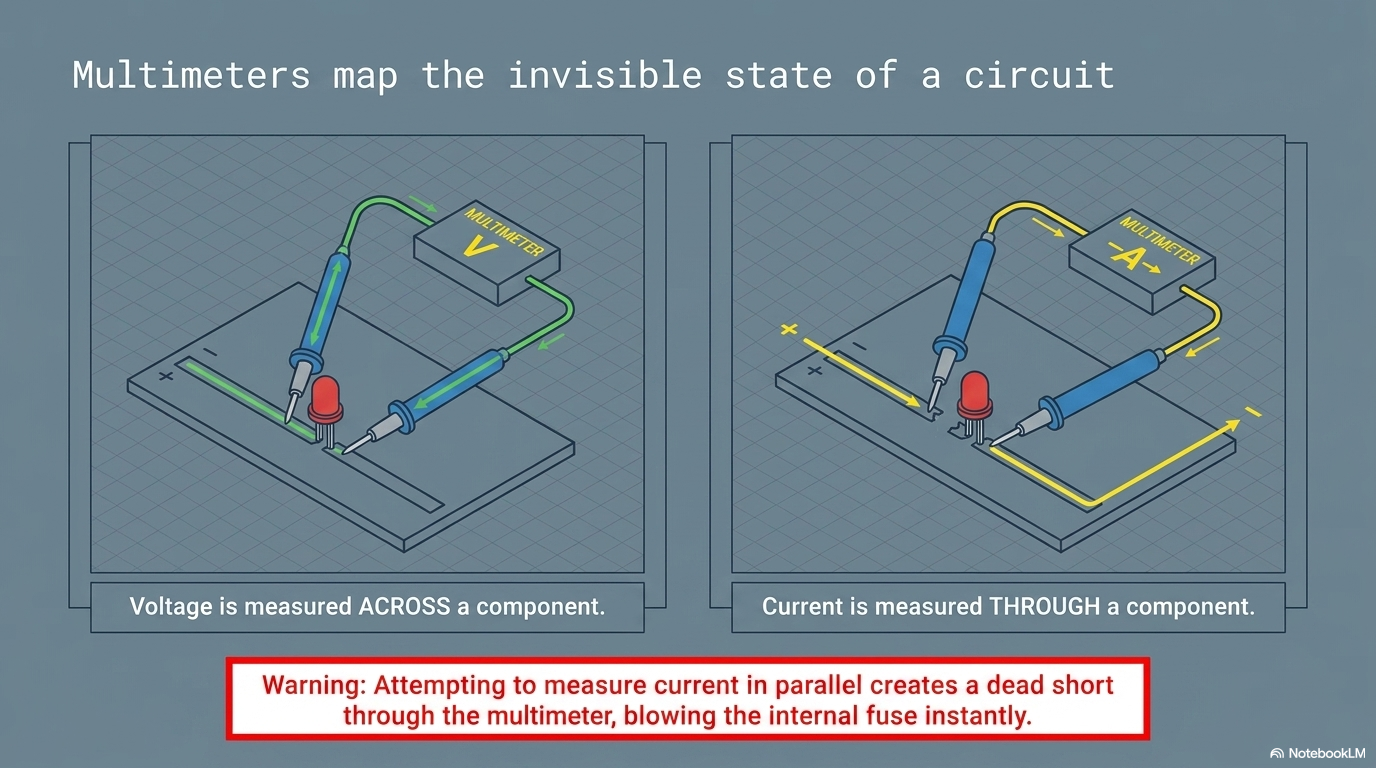 Multimeters map the invisible state of a circuit
MULTIMETER
V
− 
+
Voltage is measured ACROSS a component.
MULTIMETER
-A→
+
−
+
−
Current is measured THROUGH a component.
Warning: Attempting to measure current in parallel creates a dead short
through the multimeter, blowing the internal fuse instantly.
NotebookLM